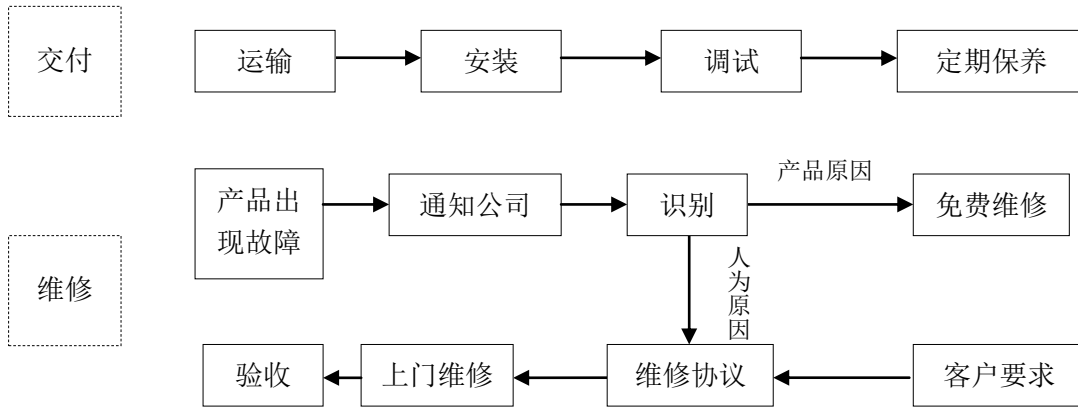 交付
运输
安装
调试
定期保养
产品出
现故障
通知公司
识别
产品原因
免费维修
人为原因
维修
验收
上门维修
维修协议
客户要求